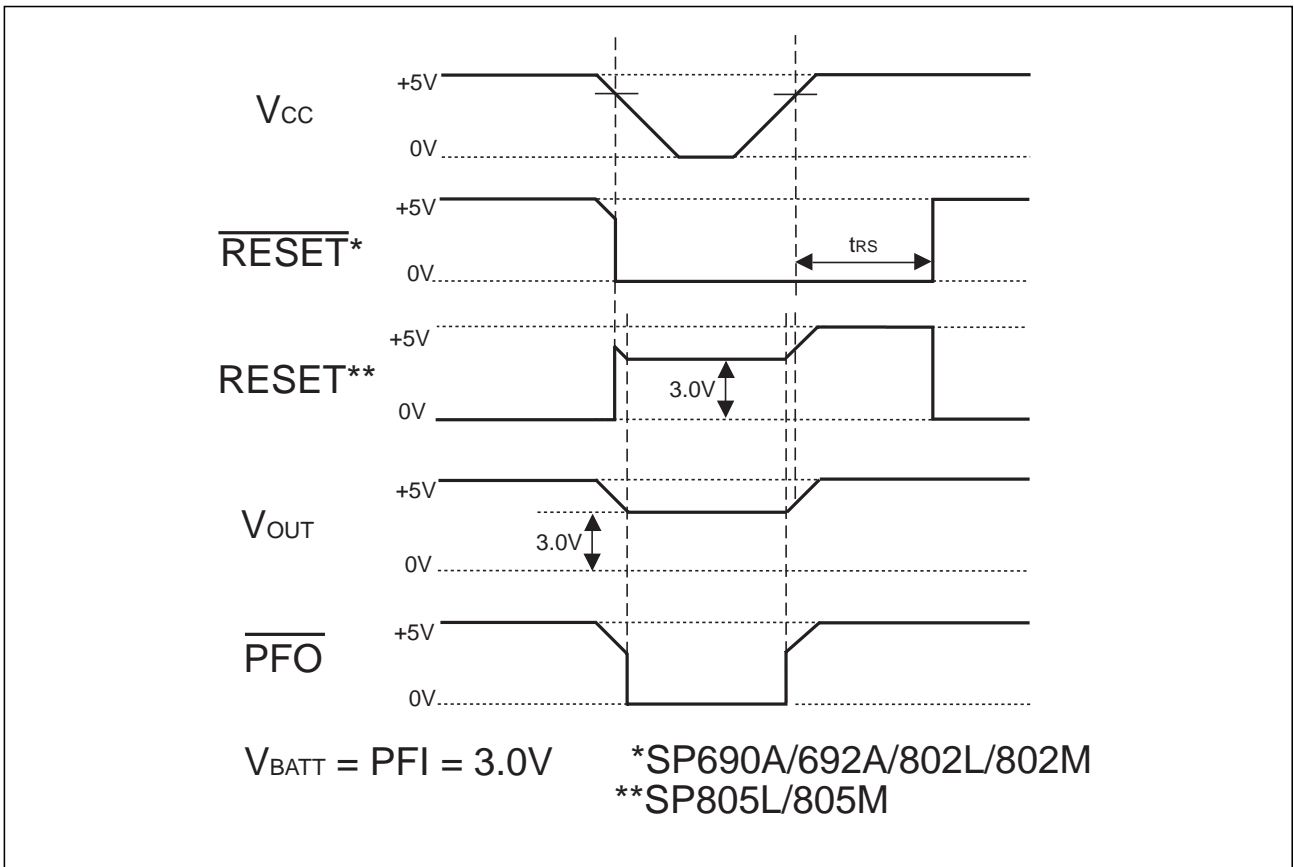 +5V
VCC
0V
+5V
RESET*
tRS
0V
+5V
RESET**
3.0V
0V
+5V
VOUT
3.0V
0V
+5V
PFO
0V
VBATT = PFI = 3.0V
*SP690A/692A/802L/802M
**SP805L/805M